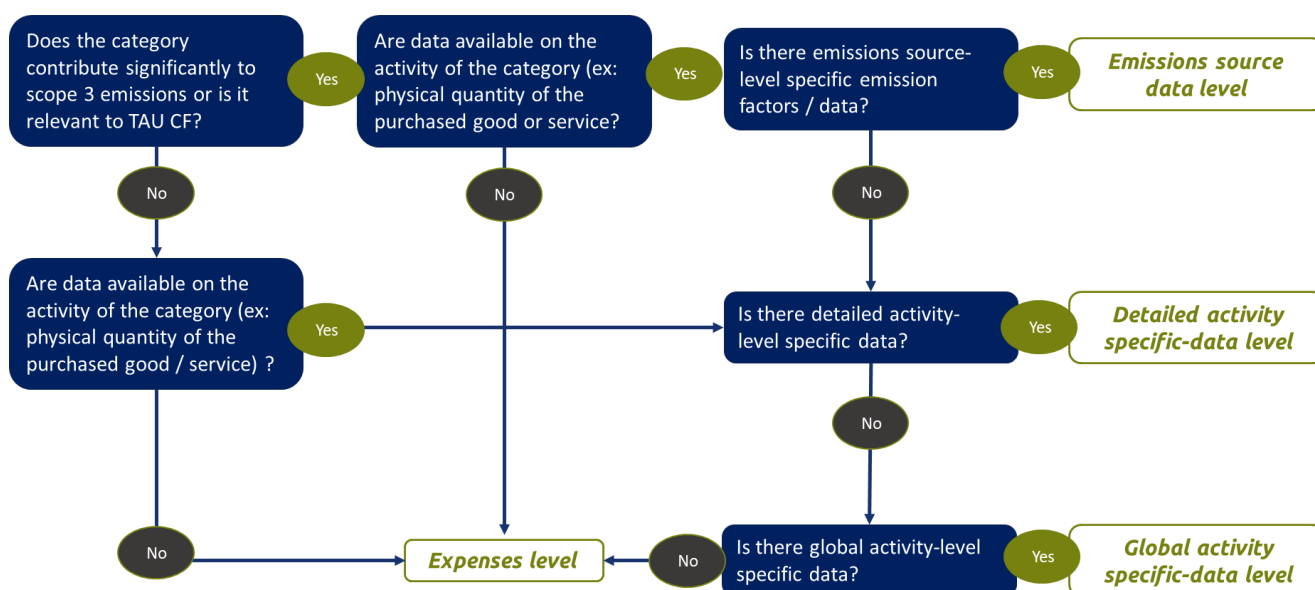 Does the category
contribute significantly to
scope 3 emissions or is it
relevant to TAU CF?
Yes
Are data available on the
activity of the category (ex:
physical quantity of the
purchased good or service?
Yes
Is there emissions source-
level specific emission
factors / data?
Yes
Emissions source
data level
No
No
No
Are data available on the
activity of the category (ex:
physical quantity of the
purchased good / service) ?
Yes
Is there detailed activity-
level specific data?
Yes
Detailed activity
specific-data level
No
No
Expenses level
No
Is there global activity-level
specific data?
Yes
Global activity
specific-data level